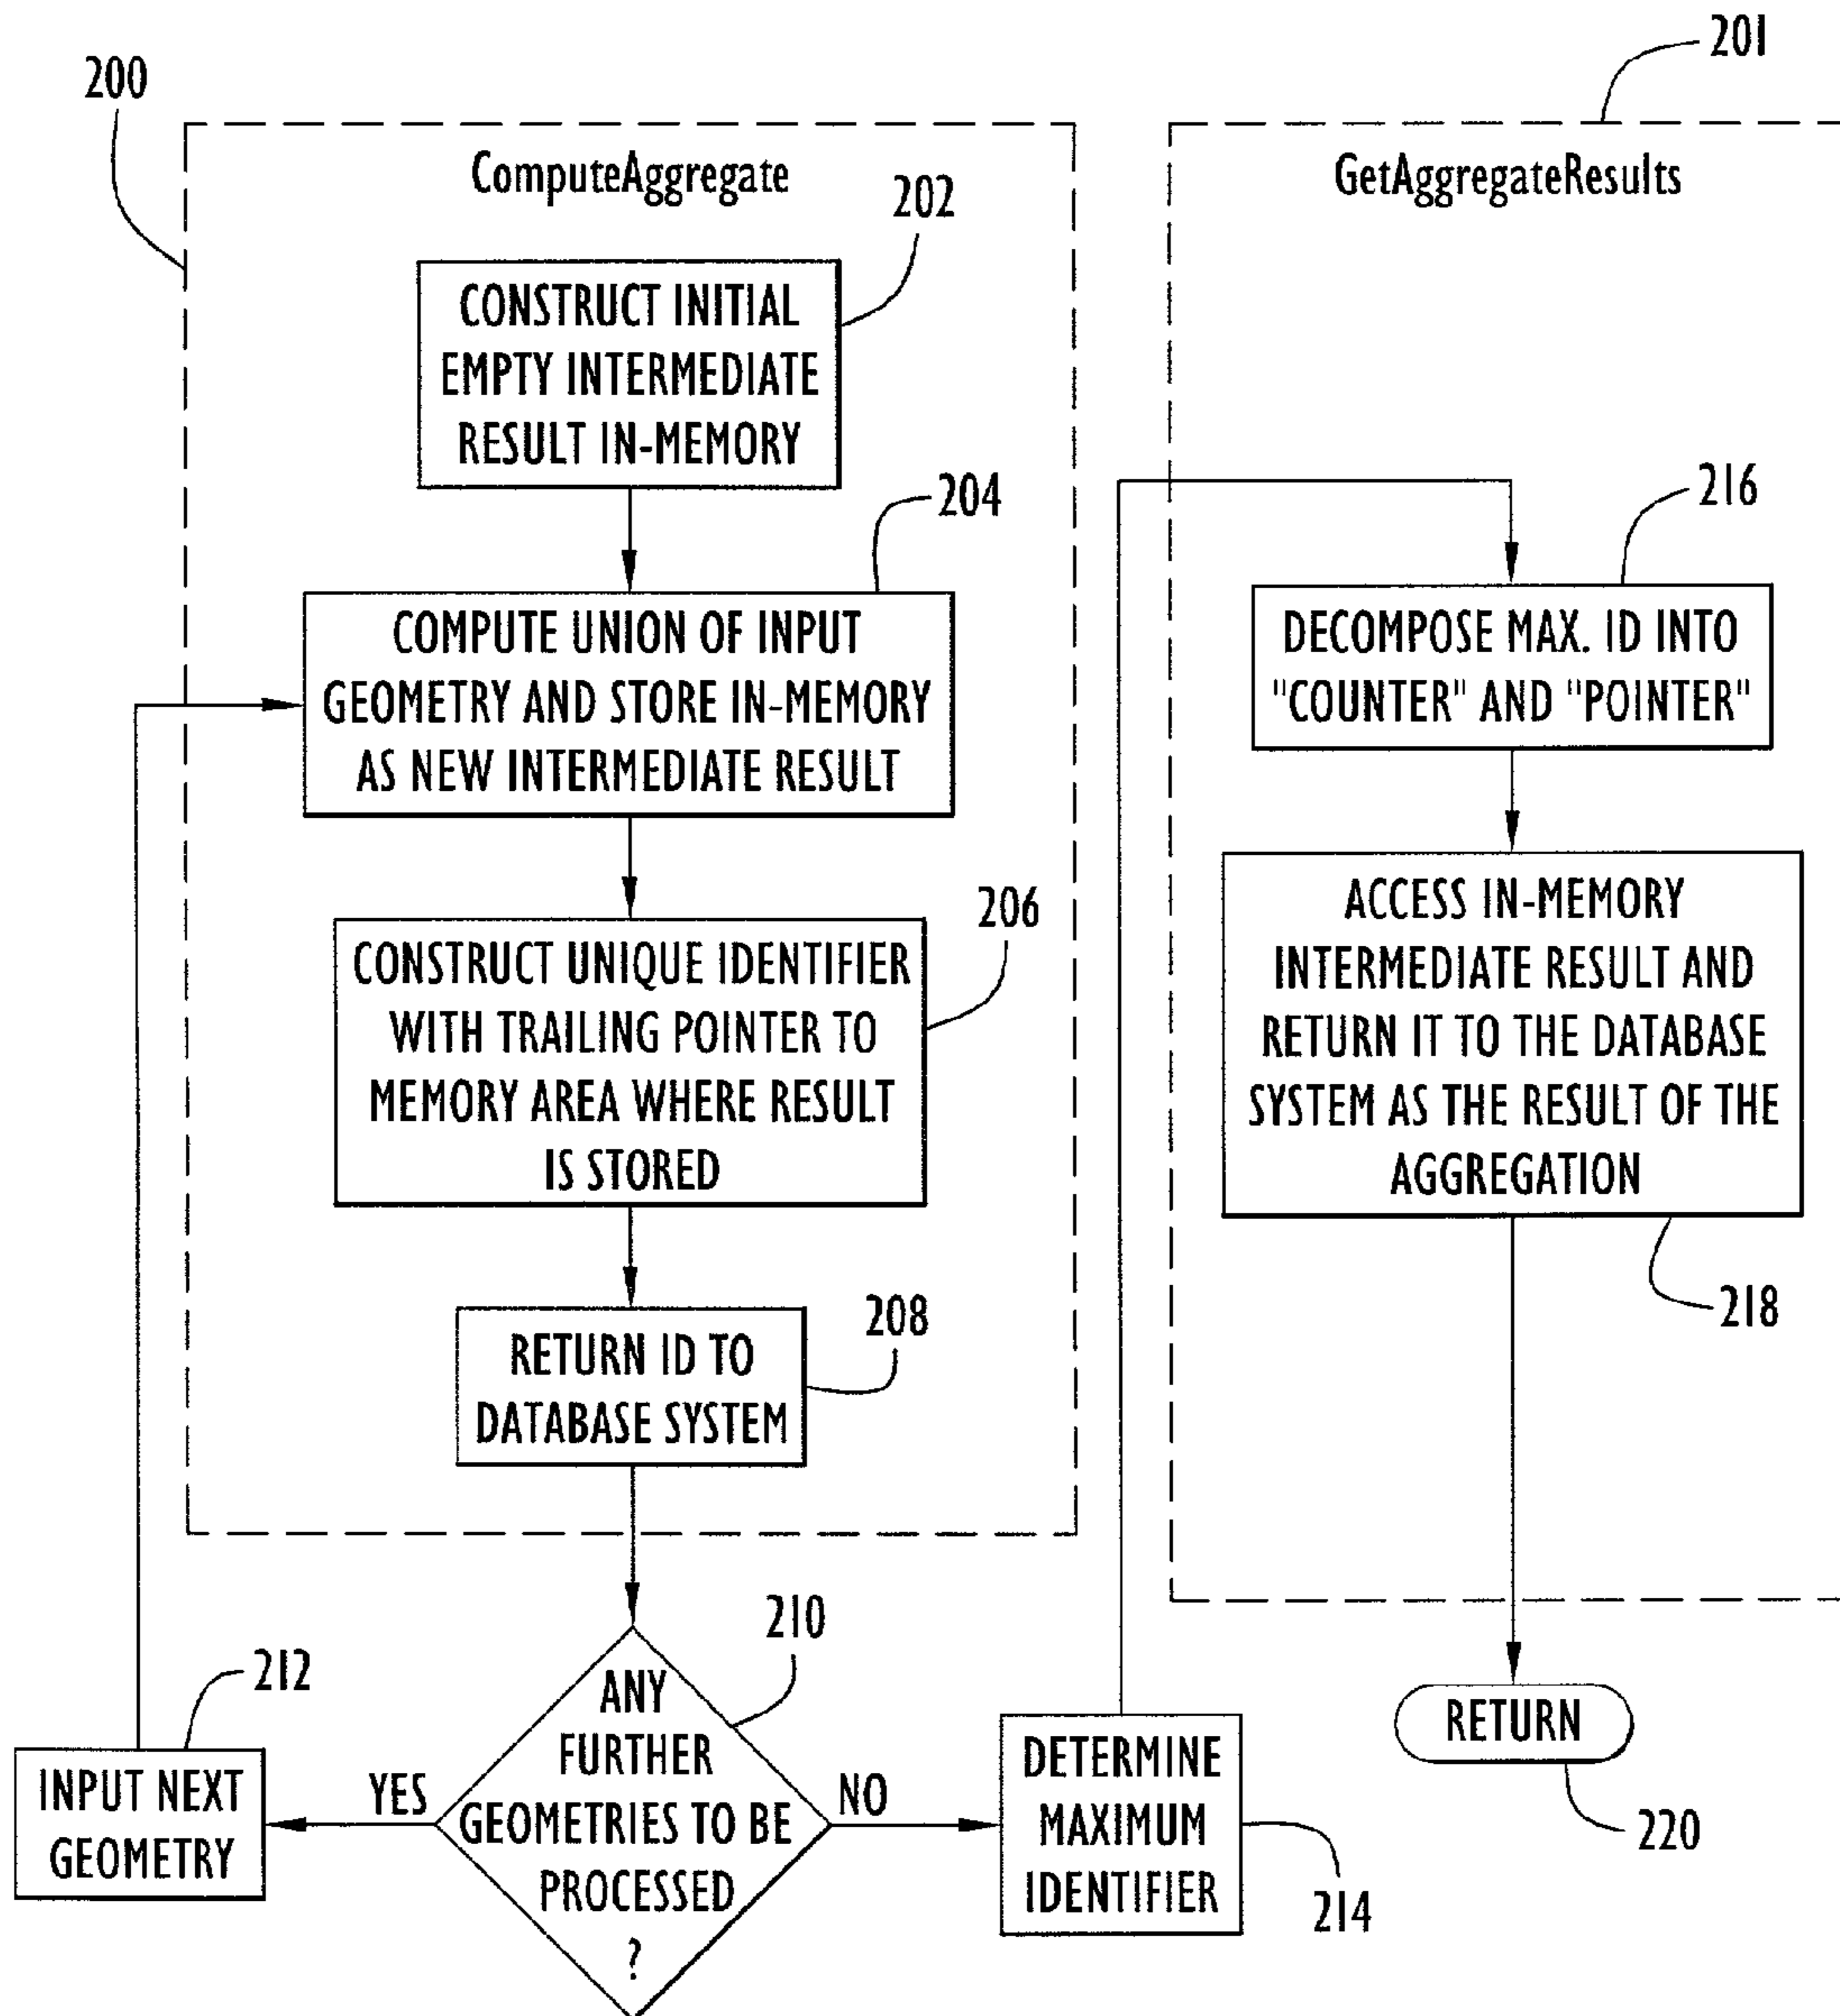 200
201
ComputeAggregate
202
CONSTRUCT INITIAL
EMPTY INTERMEDIATE
RESULT IN-MEMORY
204
COMPUTE UNION OF INPUT
GEOMETRY AND STORE IN-MEMORY
AS NEW INTERMEDIATE RESULT
206
CONSTRUCT UNIQUE IDENTIFIER
WITH TRAILING POINTER TO
MEMORY AREA WHERE RESULT
IS STORED
208
RETURN ID TO
DATABASE SYSTEM
210
ANY
FURTHER
GEOMETRIES TO BE
PROCESSED
?
YES
212
INPUT NEXT
GEOMETRY
NO
DETERMINE
MAXIMUM
IDENTIFIER
214
GetAggregateResults
216
DECOMPOSE MAX. ID INTO
"COUNTER" AND "POINTER"
ACCESS IN-MEMORY
INTERMEDIATE RESULT AND
RETURN IT TO THE DATABASE
SYSTEM AS THE RESULT OF THE
AGGREGATION
218
RETURN
220